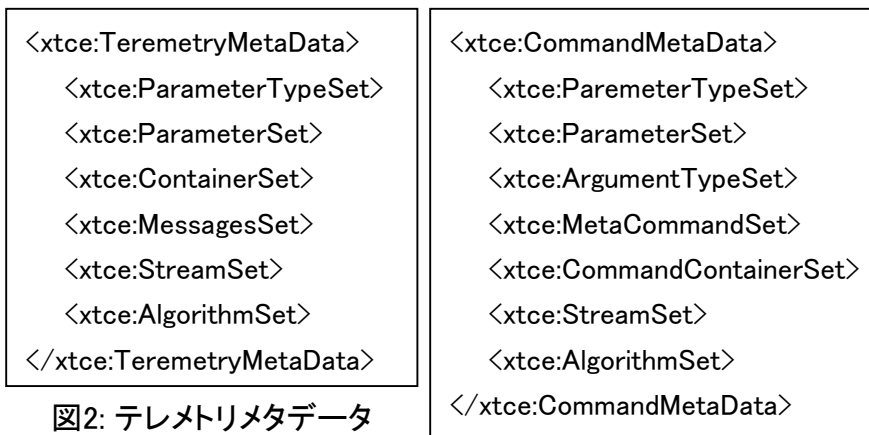 <xtce:TeremetryMetaData>
<xtce:ParameterTypeSet>
<xtce:ParameterSet>
<xtce:ContainerSet>
<xtce:MessagesSet>
<xtce:StreamSet>
<xtce:AlgorithmSet>
</xtce:TeremetryMetaData>
図2: テレメトリメタデータ
<xtce:CommandMetaData>
<xtce:ParemeterTypeSet>
<xtce:ParameterSet>
<xtce:ArgumentTypeSet>
<xtce:MetaCommandSet>
<xtce:CommandContainerSet>
<xtce:StreamSet>
<xtce:AlgorithmSet>
</xtce:CommandMetaData>